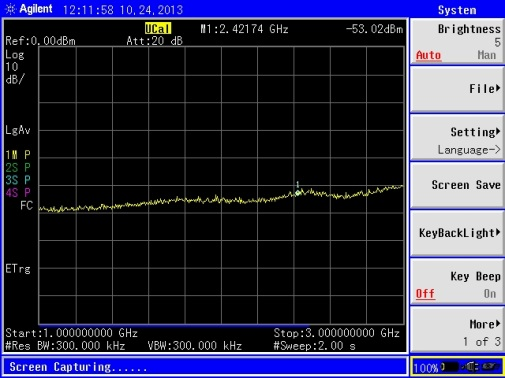 Agilent 12:11:58 10.24.2013
System
UCal M1:2.42174 GHz -53.02dBm
Ref:0.00dBm Att:20 dB
Log
10
dB/
LgAv
1M P
2S P
3S P
4S P
FC
ETrg
1
Start:1.000000000 GHz Stop:3.000000000 GHz
#Res BW:300.000 kHz VBW:300.000 kHz #Sweep:2.00 s
Screen Capturing......
Brightness
5
Auto Man
File
Setting
Language->
Screen Save
KeyBackLight
Key Beep
Off On
More
1 of 3
100%